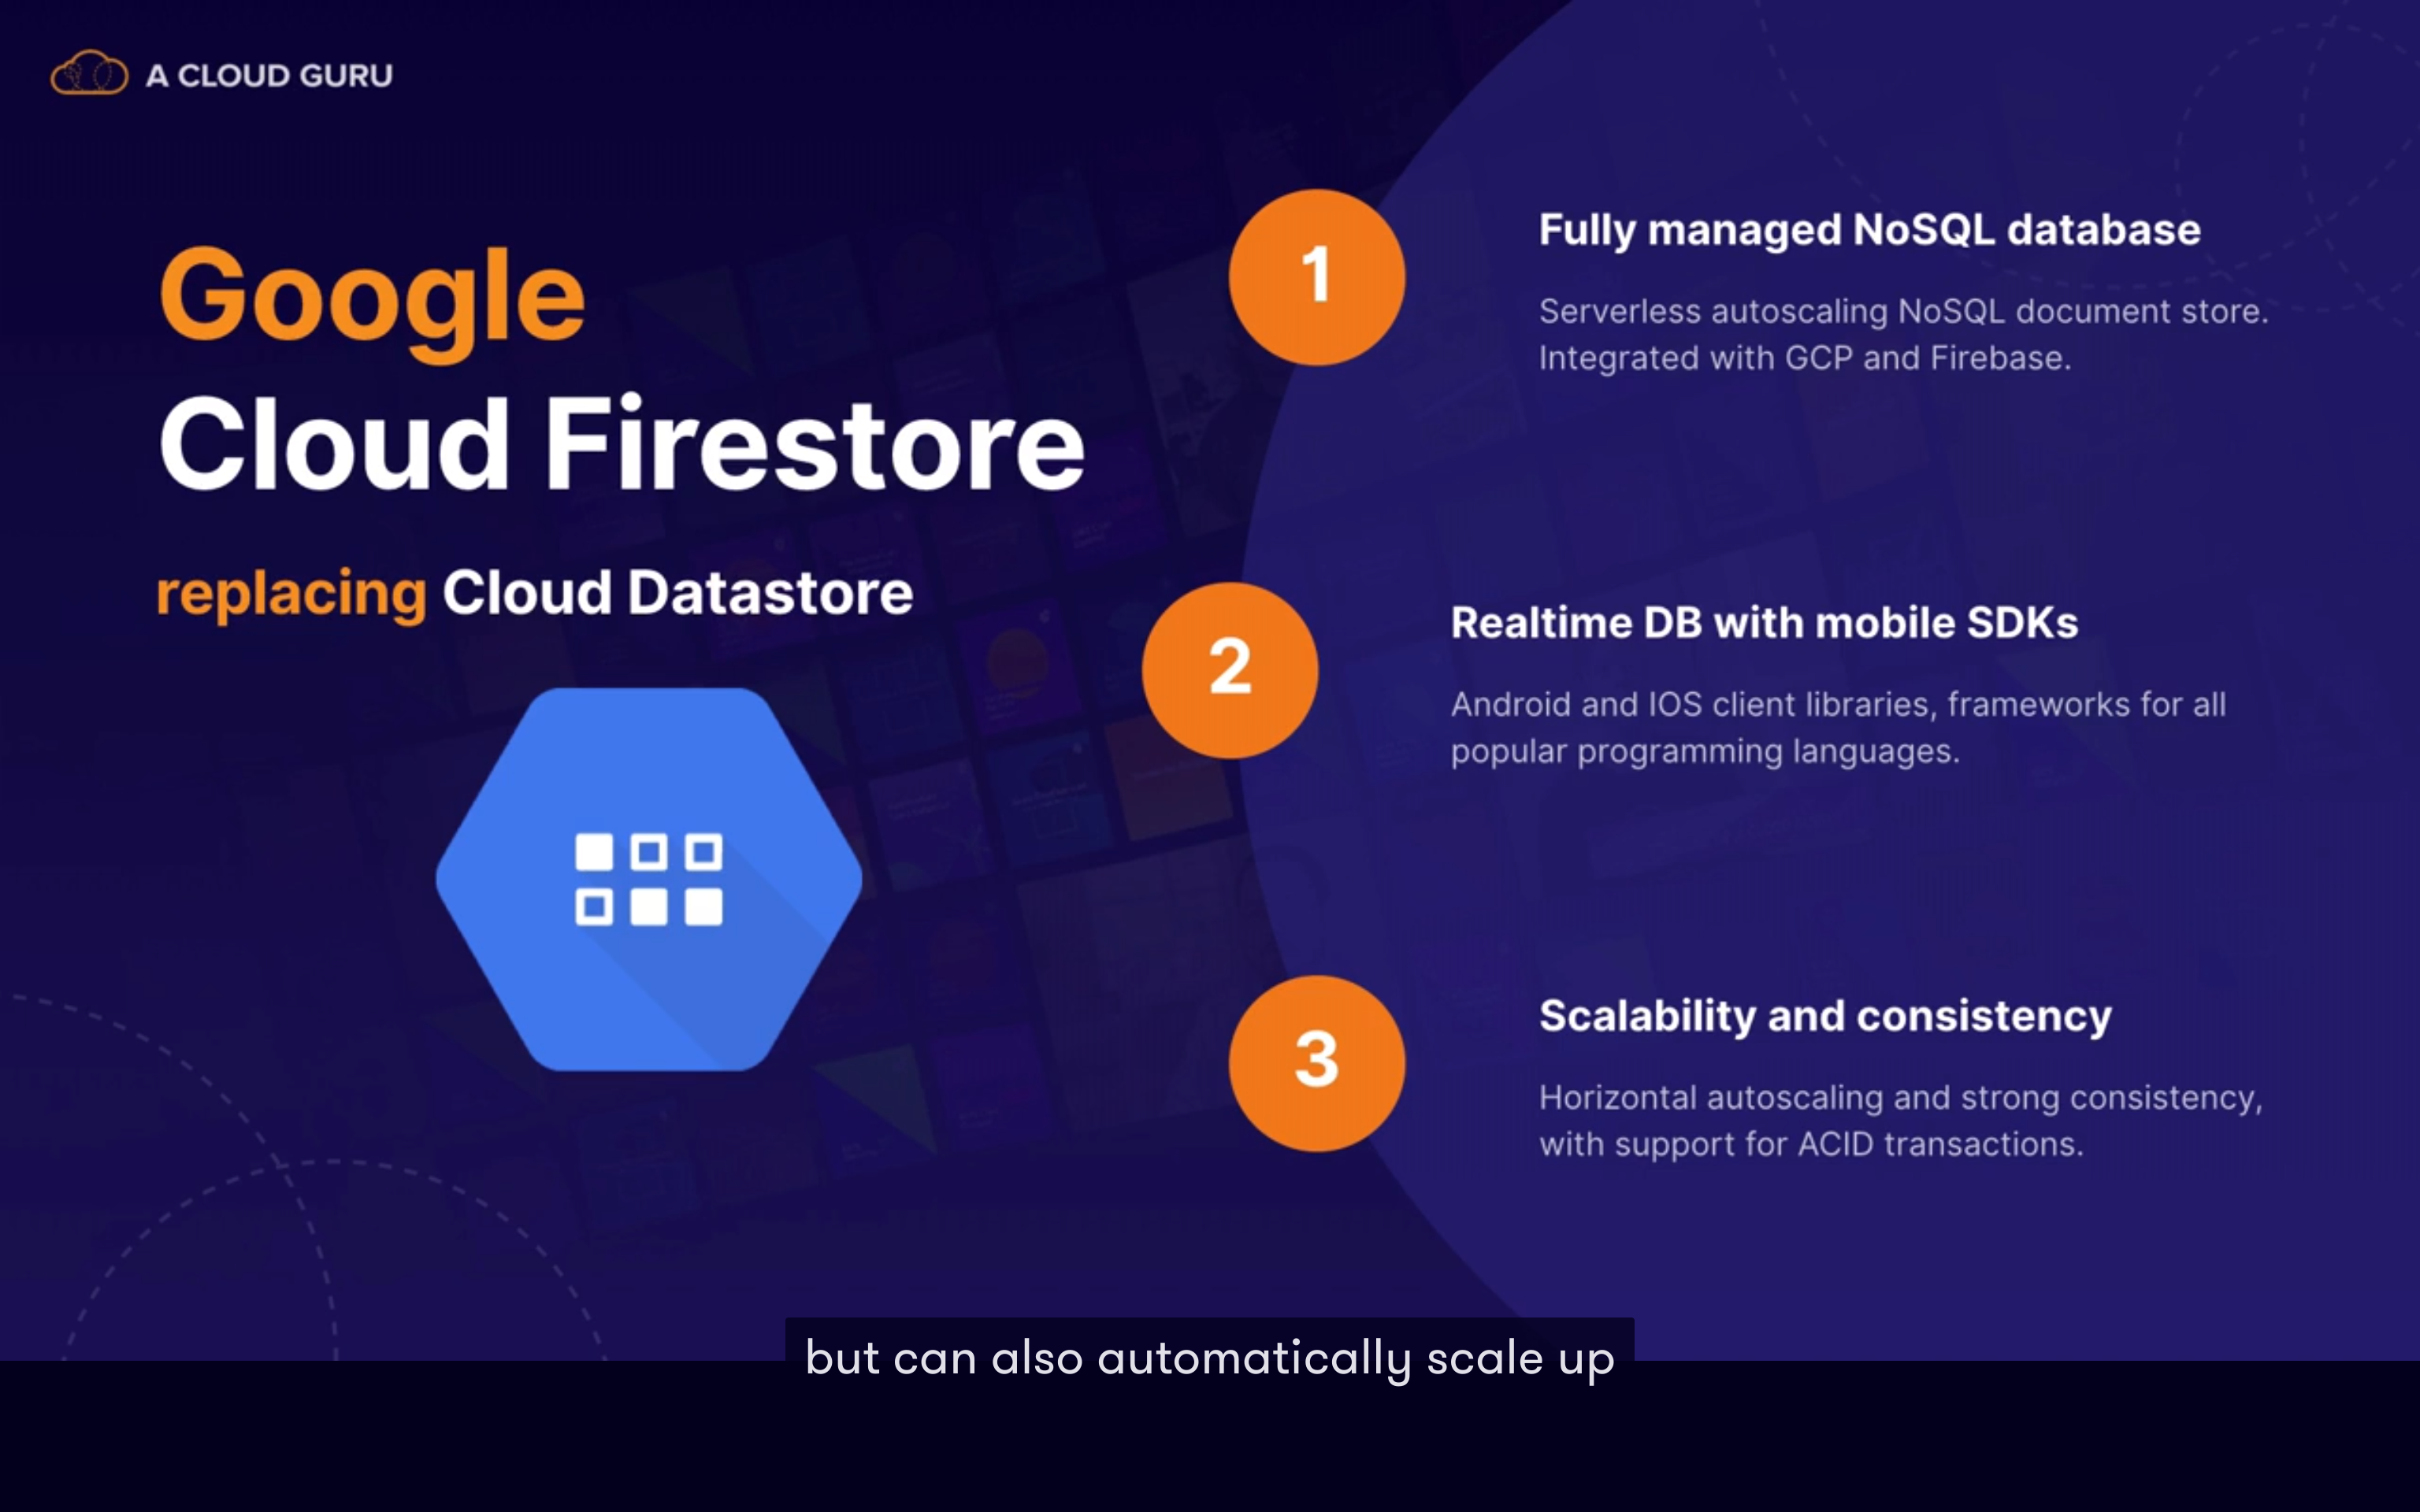 A CLOUD GURU
Google
Cloud Firestore
replacing Cloud Datastore
1
Fully managed NoSQL database
Serverless autoscaling NoSQL document store.
Integrated with GCP and Firebase.
2
Realtime DB with mobile SDKs
Android and IOS client libraries, frameworks for all
popular programming languages.
3
Scalability and consistency
Horizontal autoscaling and strong consistency,
with support for ACID transactions.
but can also automatically scale up